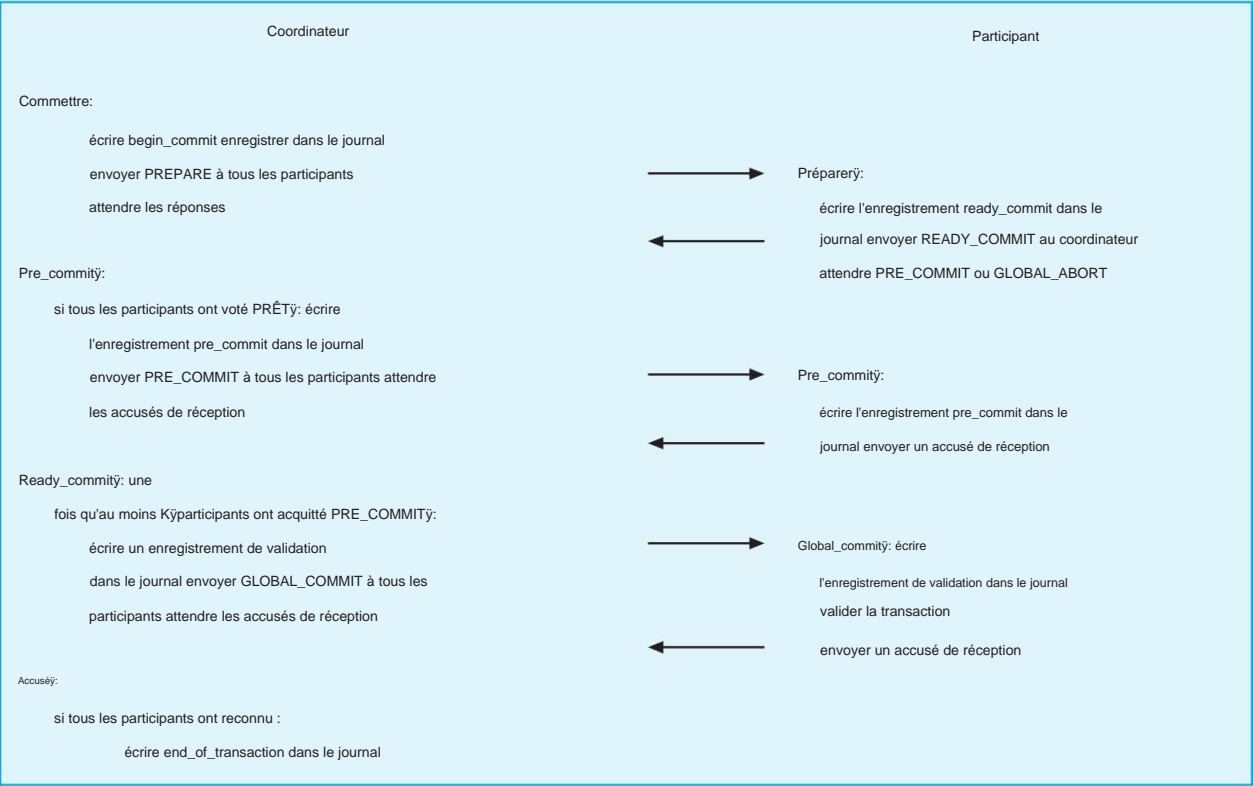 Coordinateur
Participant
Commettre:
écrire begin_commit enregistrer dans le journal
envoyer PREPARE à tous les participants
attendre les réponses
Préparerÿ:
écrire l'enregistrement ready_commit dans le
journal envoyer READY_COMMIT au coordinateur
attendre PRE_COMMIT ou GLOBAL_ABORT
Pre_commitÿ:
si tous les participants ont voté PRÊTÿ: écrire
l'enregistrement pre_commit dans le journal
envoyer PRE_COMMIT à tous les participants attendre
les accusés de réception
Pre_commitÿ:
écrire l'enregistrement pre_commit dans le
journal envoyer un accusé de réception
Ready_commitÿ: une
fois qu'au moins Kÿparticipants ont acquitté PRE_COMMITÿ:
écrire un enregistrement de validation
dans le journal envoyer GLOBAL_COMMIT à tous les
participants attendre les accusés de réception
Global_commitÿ: écrire
l'enregistrement de validation dans le journal
valider la transaction
envoyer un accusé de réception
Accuséÿ:
si tous les participants ont reconnu :
écrire end_of_transaction dans le journal